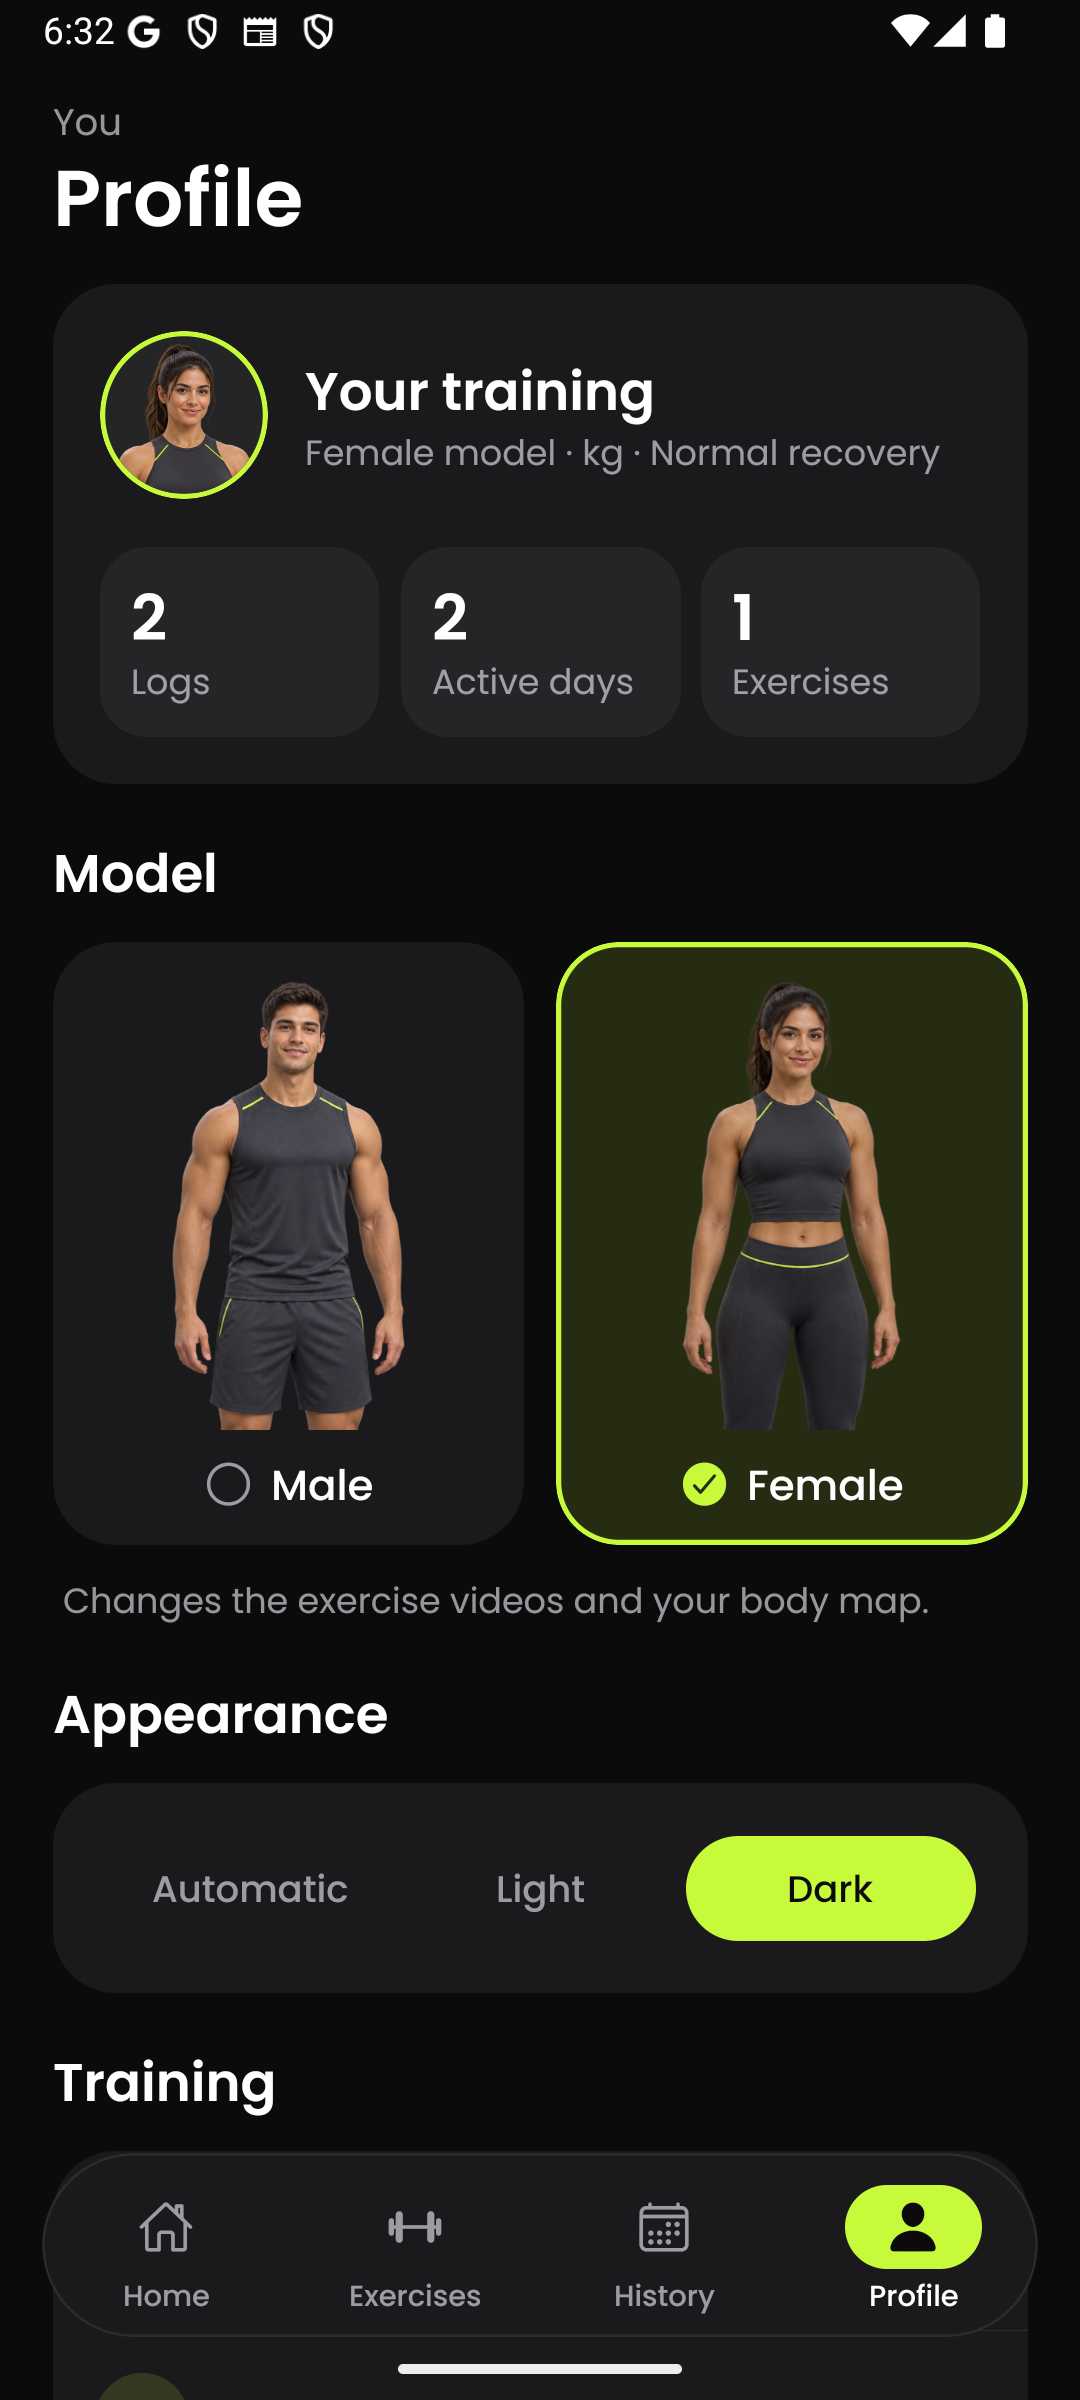 6:32
You
Profile
Your training
Female model · kg · Normal recovery
2
Logs
2
Active days
1
Exercises
Model
Male
Female
Changes the exercise videos and your body map.
Appearance
Automatic
Light
Dark
Training
Home
Exercises
History
Profile